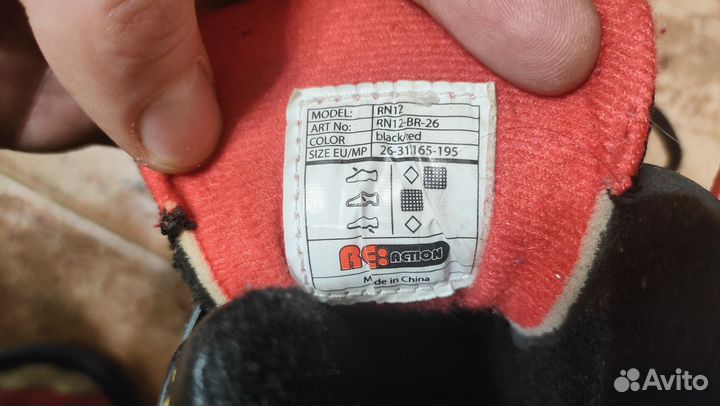 MODEL: RN12
ART No: RN12-BR-26
COLOR black/red
SIZE EU/MP 26-31 165-195
RE:ACTION
Made in China
Avito